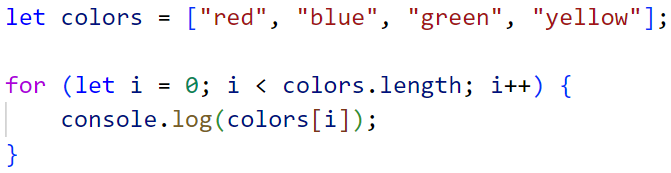 let colors = ["red", "blue", "green", "yellow"];
for (let i = 0; i < colors.length; i++) {
    console.log(colors[i]);
}